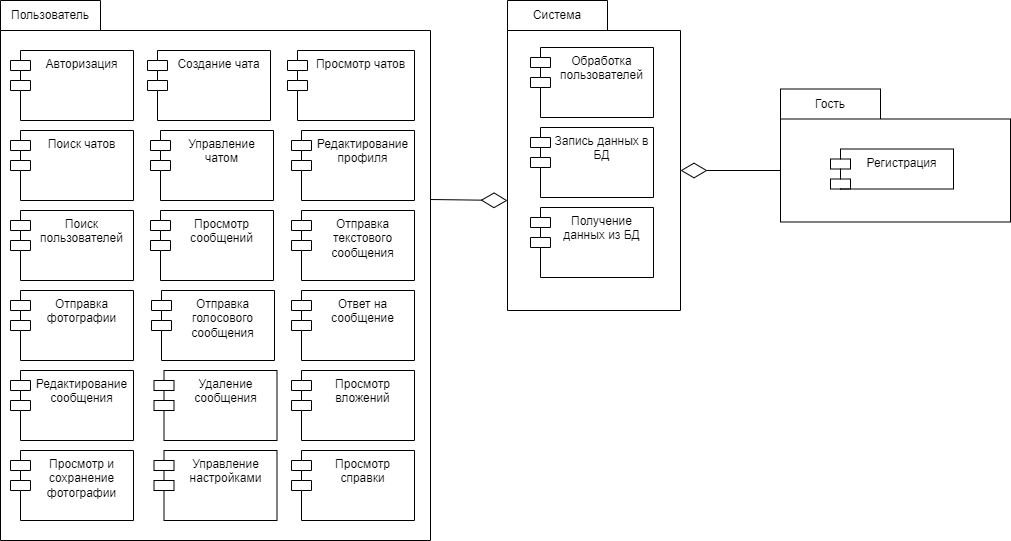 Пользователь
Авторизация
Создание чата
Просмотр чатов
Поиск чатов
Управление
чатом
Редактирование
профиля
Поиск
пользователей
Просмотр
сообщений
Отправка
текстового
сообщения
Отправка
фотографии
Отправка
голосового
сообщения
Ответ на
сообщение
Редактирование
сообщения
Удаление
сообщения
Просмотр
вложений
Просмотр и
сохранение
фотографии
Управление
настройками
Просмотр
справки
Система
Обработка
пользователей
Запись данных в
БД
Получение
данных из БД
Гость
Регистрация